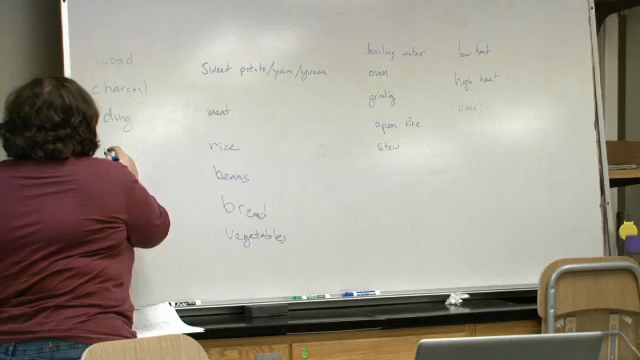 wood
charcoal
dung
Sweet potato/yam/yucca
meat
rice
beans
bread
vegetables
boiling water
oven
grinding
open fire
stew
low heat
high heat
(oven)